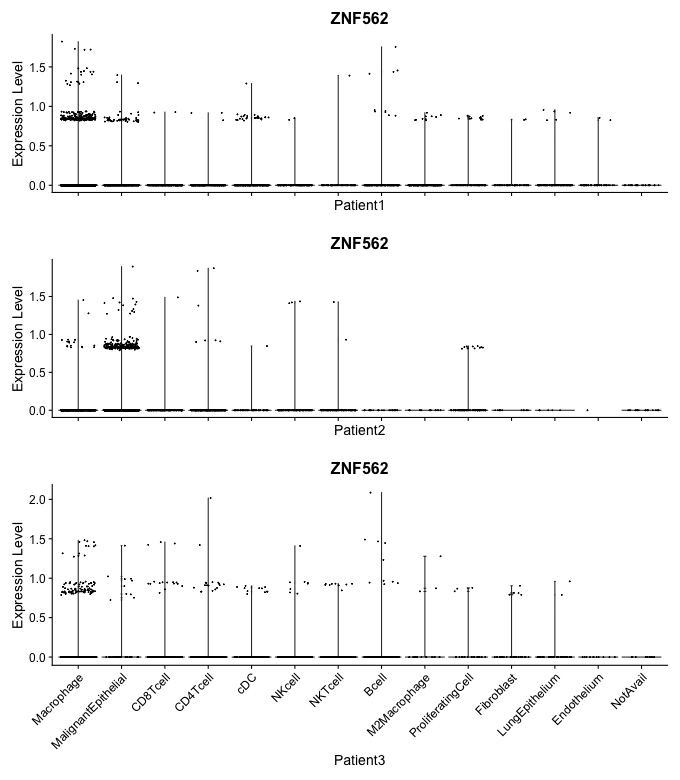 ZNF562
Expression Level
1.5
1.0
0.5
0.0
Patient1
ZNF562
Expression Level
1.5
1.0
0.5
0.0
Patient2
ZNF562
Expression Level
2.0
1.5
1.0
0.5
0.0
Macrophage
MalignantEpithelial
CD8Tcell
CD4Tcell
cDC
NKcell
NKTcell
Bcell
M2Macrophage
ProliferatingCell
Fibroblast
LungEpithelium
Endothelium
NotAvail
Patient3